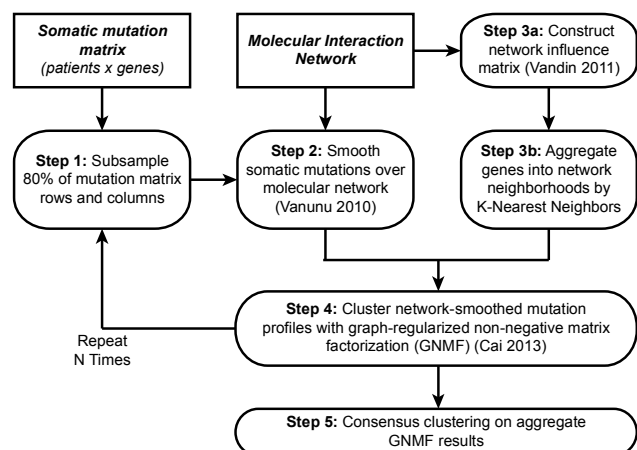 Somatic mutation
matrix
(patients x genes)
Molecular Interaction
Network
Step 3a: Construct
network influence
matrix (Vandin 2011)
Step 1: Subsample
80% of mutation matrix
rows and columns
Step 2: Smooth
somatic mutations over
molecular network
(Vanunu 2010)
Step 3b: Aggregate
genes into network
neighborhoods by
K-Nearest Neighbors
Step 4: Cluster network-smoothed mutation
profiles with graph-regularized non-negative matrix
factorization (GNMF) (Cai 2013)
Repeat
N Times
Step 5: Consensus clustering on aggregate
GNMF results